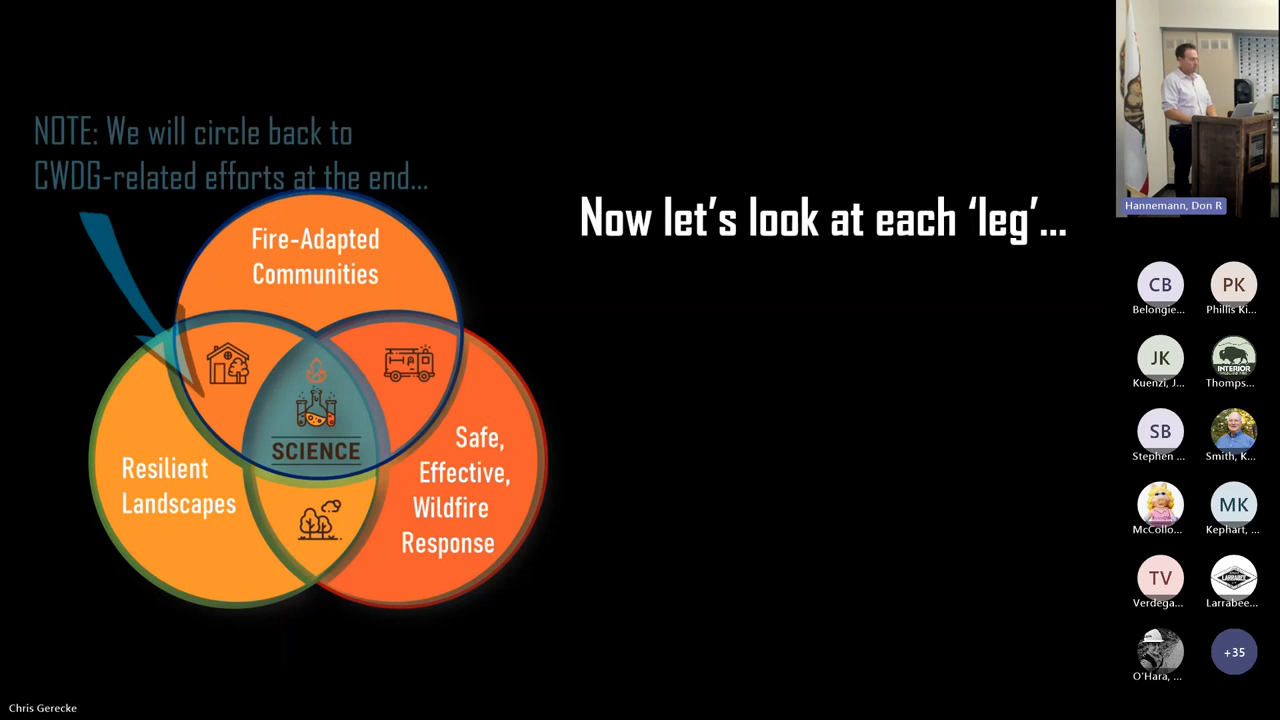 NOTE: We will circle back to
CWDG-related efforts at the end...
Now let's look at each ‘leg’...
Fire-Adapted
Communities
SCIENCE
Resilient
Landscapes
Safe,
Effective,
Wildfire
Response
Hannemann, Don R
CB
Belongie...
PK
Phillis Ki...
JK
Kuenzi, J...
INTERIOR
Thomps...
SB
Stephen ...
Smith, K...
McCollo...
MK
Kephart, ...
TV
Verdega...
LARRABEE
Larrabee...
O'Hara, ...
+35
Chris Gerecke